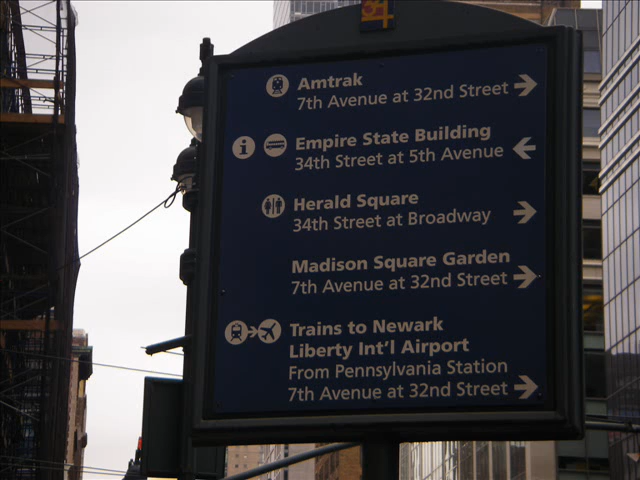 34
Amtrak
7th Avenue at 32nd Street
i
Empire State Building
34th Street at 5th Avenue
Herald Square
34th Street at Broadway
Madison Square Garden
7th Avenue at 32nd Street
Trains to Newark
Liberty Int'l Airport
From Pennsylvania Station
7th Avenue at 32nd Street